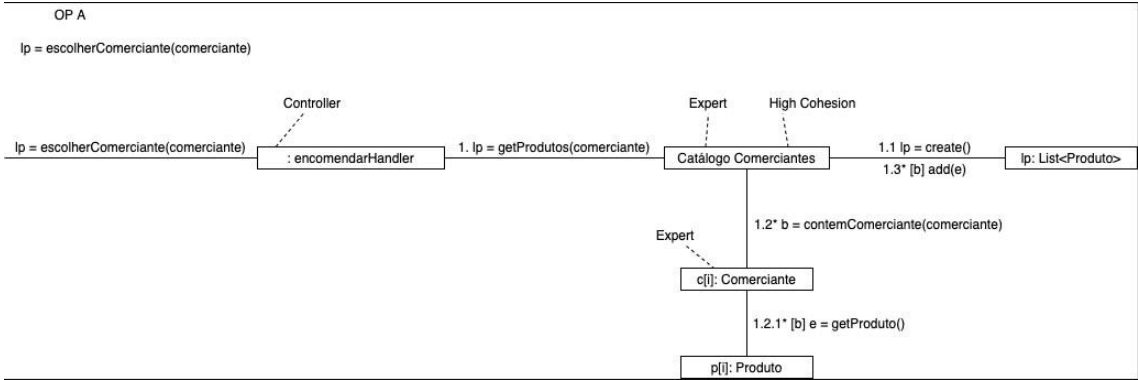 OP A
lp = escolherComerciante(comerciante)
Controller
Expert
High Cohesion
lp = escolherComerciante(comerciante)
: encomendarHandler
1. lp = getProdutos(comerciante)
Catálogo Comerciantes
1.1 lp = create()
1.3* [b] add(e)
lp: List<Produto>
1.2* b = contemComerciante(comerciante)
Expert
c[i]: Comerciante
1.2.1* [b] e = getProduto()
p[i]: Produto